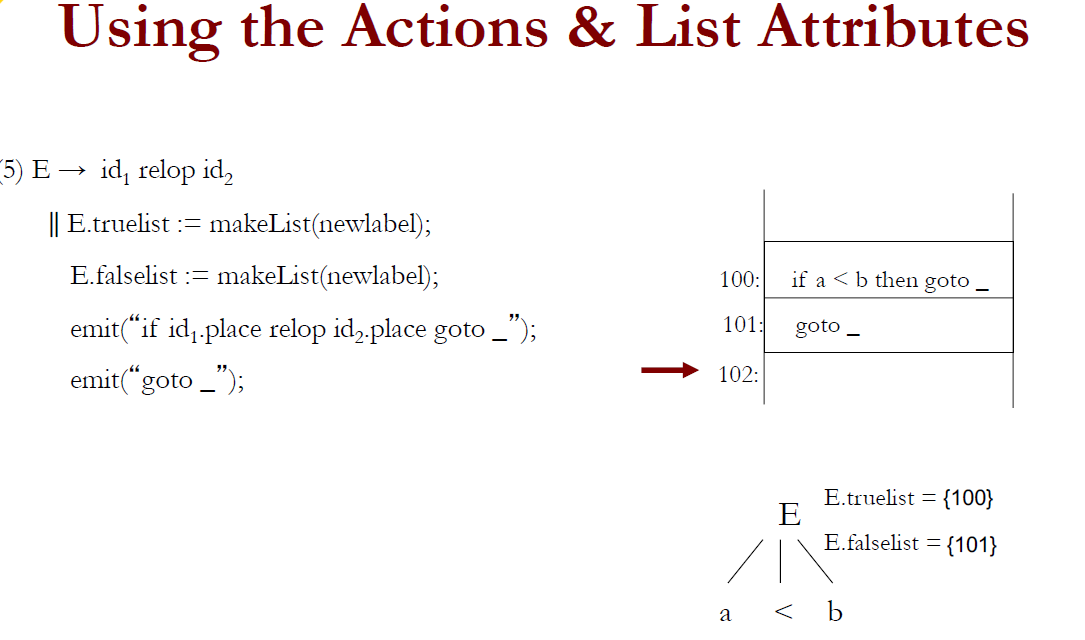 Using the Actions & List Attributes
(5) E → id₁ relop id₂
|| E.truelist := makeList(newlabel);
E.falselist := makeList(newlabel);
emit(“if id₁.place relop id₂.place goto _”);
emit(“goto _”);
100: if a < b then goto _
101: goto _
102:
E
E.truelist = {100}
E.falselist = {101}
a < b